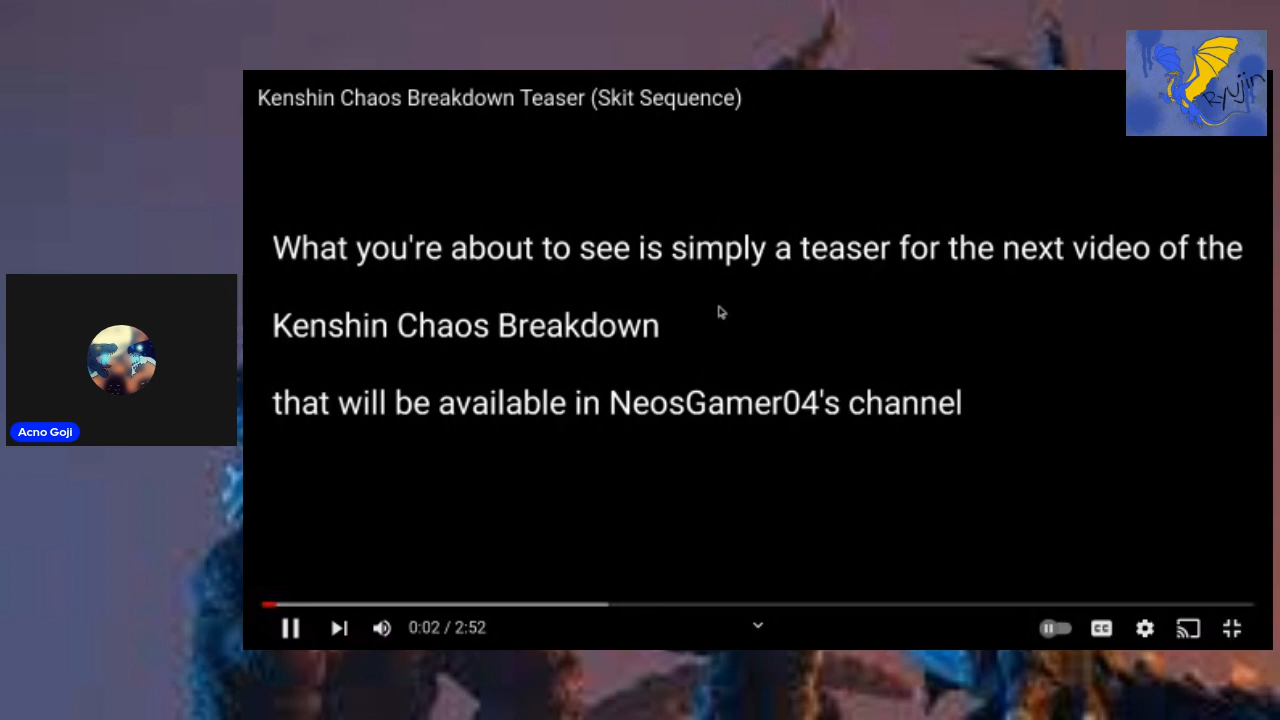 Kenshin Chaos Breakdown Teaser (Skit Sequence)
Ryujin
What you're about to see is simply a teaser for the next video of the
Kenshin Chaos Breakdown
that will be available in NeosGamer04's channel
Acno Goji
0:02 / 2:52
CC